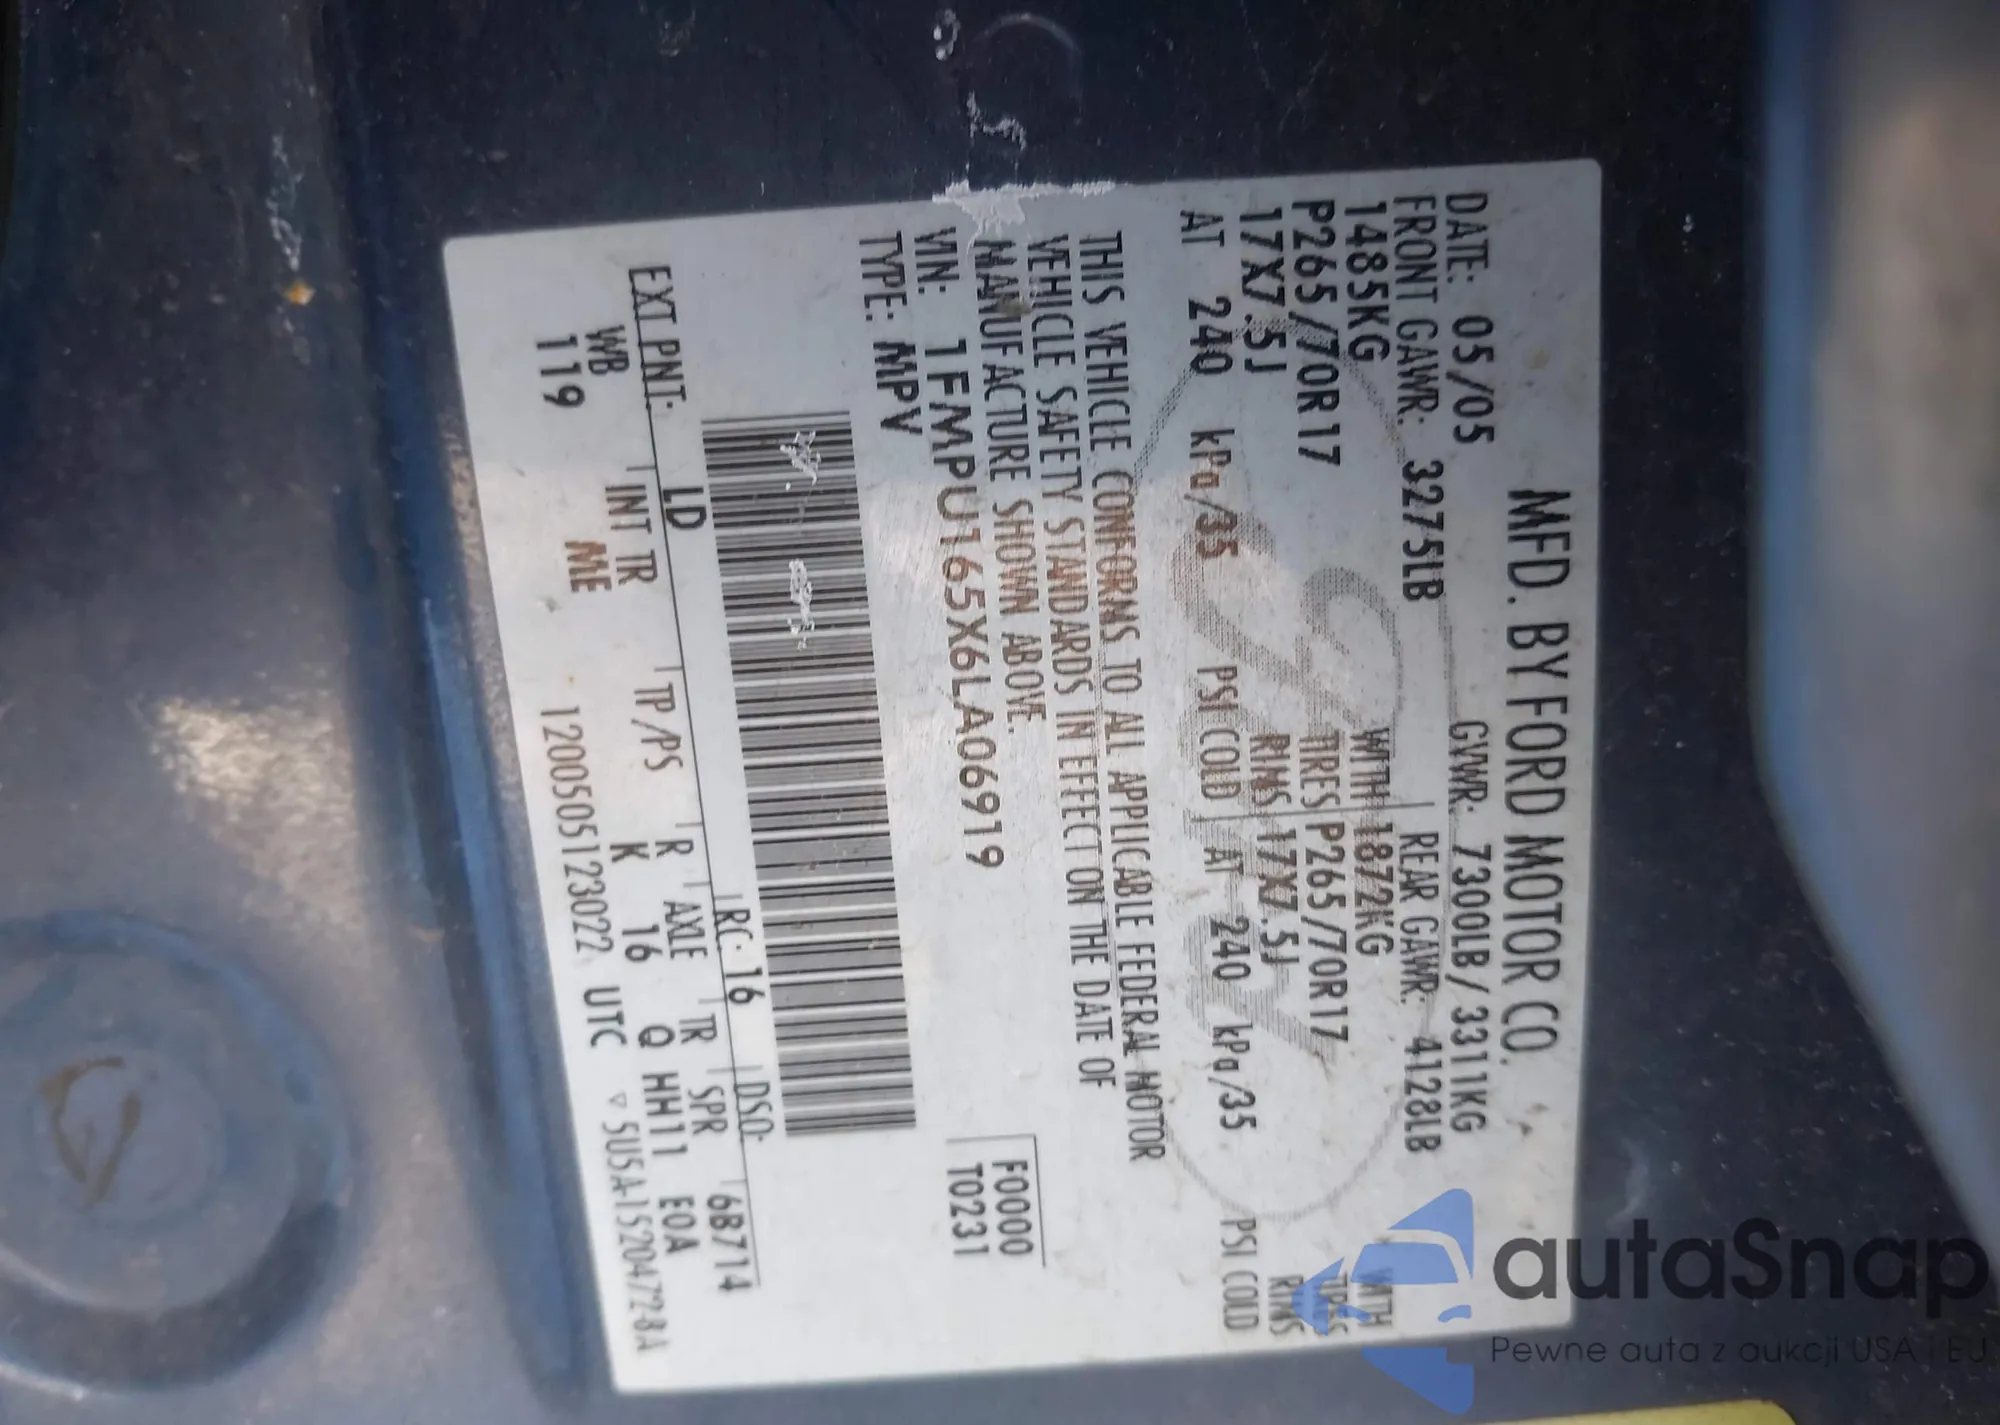 MFD. BY FORD MOTOR CO.
DATE: 05/05 GVWR: 7300LB/ 3311KG
FRONT GAWR: 3275LB REAR GAWR: 4128LB
1485KG WITH 1872KG WITH
P265/70R17 TIRES P265/70R17 TIRES
17X7.5J RIMS 17X7.5J RIMS
AT 240 kPa/35 PSI COLD AT 240 kPa/35 PSI COLD
THIS VEHICLE CONFORMS TO ALL APPLICABLE FEDERAL MOTOR
VEHICLE SAFETY STANDARDS IN EFFECT ON THE DATE OF
MANUFACTURE SHOWN ABOVE.
VIN: 1FMPU165X6LA06919 F0000
TYPE: MPV T0231
EXT PNT: LD RC: 16 DSO:
WB INT TR TP/PS R AXLE TR SPR 6B714
119 ME K 16 Q HH11 E0A
1200505123022 UTC ▽ 5U5A-1520472-BA
autaSnap
Pewne auta z aukcji USA i EU